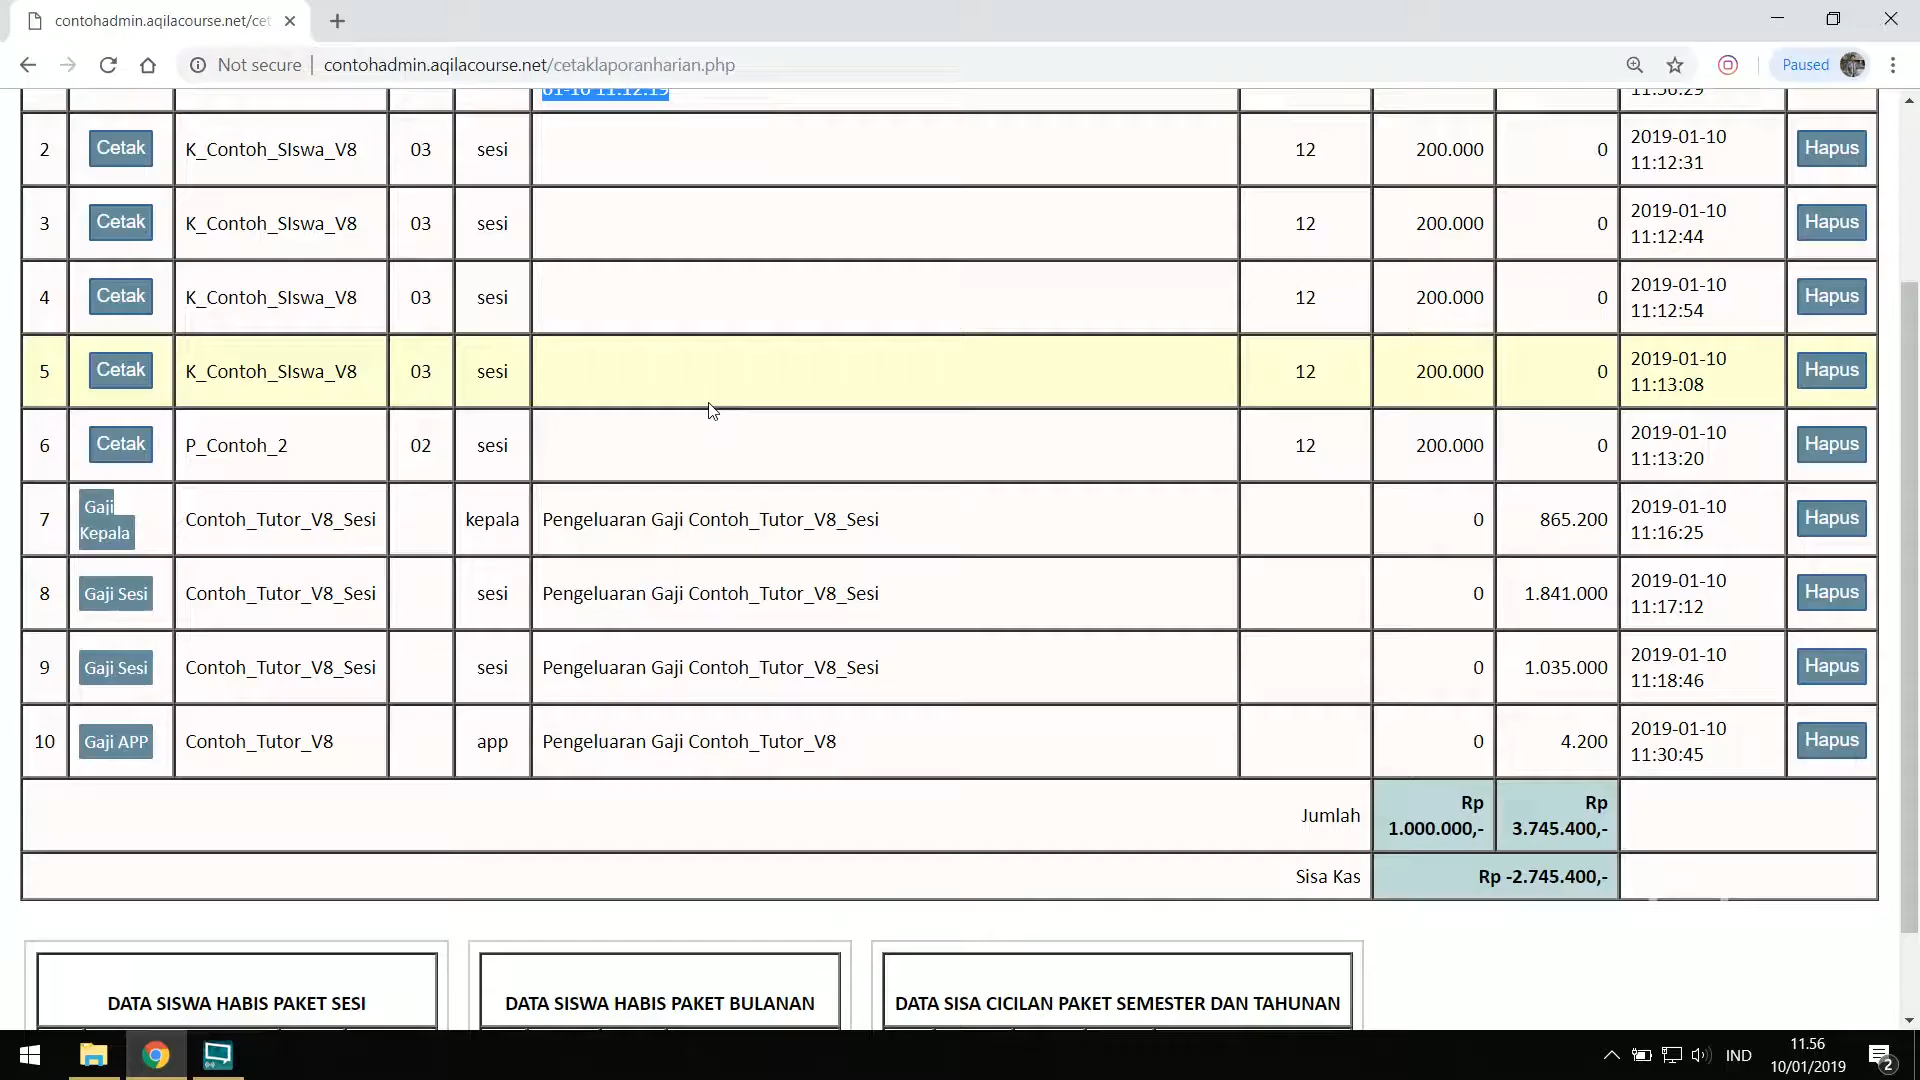 contohadmin.aqilacourse.net/cet
Not secure contohadmin.aqilacourse.net/cetaklaporanharian.php Paused
01-10 11:12:19 11:56:29
2 Cetak K_Contoh_SIswa_V8 03 sesi 12 200.000 0 2019-01-10 11:12:31 Hapus
3 Cetak K_Contoh_SIswa_V8 03 sesi 12 200.000 0 2019-01-10 11:12:44 Hapus
4 Cetak K_Contoh_SIswa_V8 03 sesi 12 200.000 0 2019-01-10 11:12:54 Hapus
5 Cetak K_Contoh_SIswa_V8 03 sesi 12 200.000 0 2019-01-10 11:13:08 Hapus
6 Cetak P_Contoh_2 02 sesi 12 200.000 0 2019-01-10 11:13:20 Hapus
7 Gaji Kepala Contoh_Tutor_V8_Sesi kepala Pengeluaran Gaji Contoh_Tutor_V8_Sesi 0 865.200 2019-01-10 11:16:25 Hapus
8 Gaji Sesi Contoh_Tutor_V8_Sesi sesi Pengeluaran Gaji Contoh_Tutor_V8_Sesi 0 1.841.000 2019-01-10 11:17:12 Hapus
9 Gaji Sesi Contoh_Tutor_V8_Sesi sesi Pengeluaran Gaji Contoh_Tutor_V8_Sesi 0 1.035.000 2019-01-10 11:18:46 Hapus
10 Gaji APP Contoh_Tutor_V8 app Pengeluaran Gaji Contoh_Tutor_V8 0 4.200 2019-01-10 11:30:45 Hapus
Jumlah Rp 1.000.000,- Rp 3.745.400,-
Sisa Kas Rp -2.745.400,-
DATA SISWA HABIS PAKET SESI
DATA SISWA HABIS PAKET BULANAN
DATA SISA CICILAN PAKET SEMESTER DAN TAHUNAN
IND
11.56
10/01/2019
2